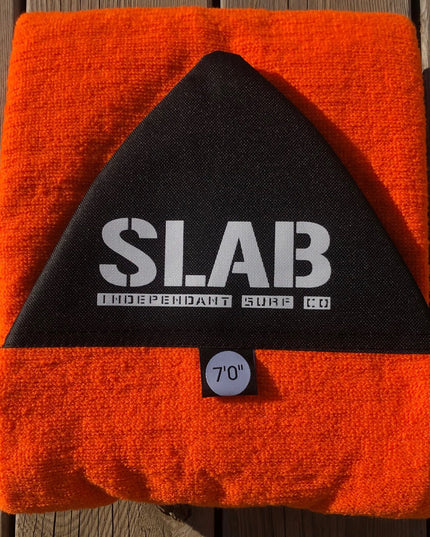 SLAB
INDEPENDANT SURF CO
7'0"